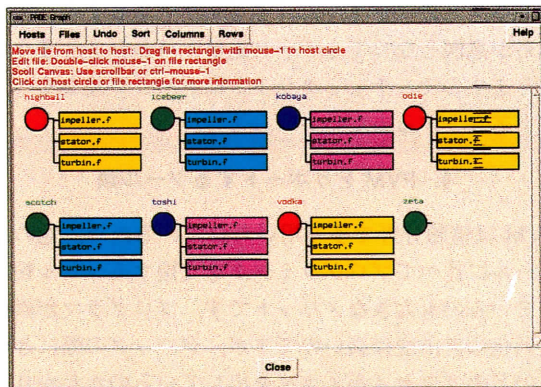 PADE Graph
Hosts Files Undo Sort Columns Rows Help
Move file from host to host: Drag file rectangle with mouse-1 to host circle
Edit file: Double-click mouse-1 on file rectangle
Scoll Canvas: Use scrollbar or ctrl-mouse-1
Click on host circle or file rectangle for more information
highball icebeer kobaya odie
impeller.f impeller.f impeller.f impeller.f
stator.f stator.f stator.f stator.f
turbin.f turbin.f turbin.f turbin.f
scotch toshi vodka zeta
impeller.f impeller.f impeller.f
stator.f stator.f stator.f
turbin.f turbin.f turbin.f
Close